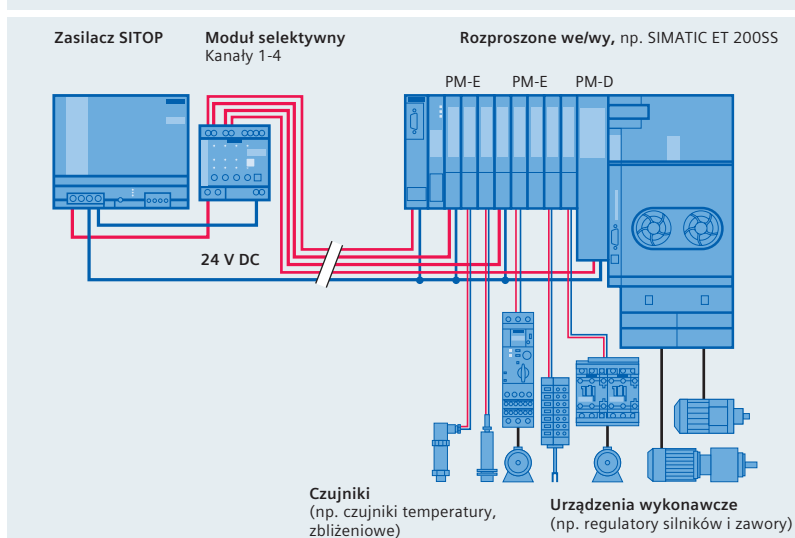 Zasilacz SITOP
Moduł selektywny
Kanały 1-4
Rozproszone we/wy, np. SIMATIC ET 200SS
PM-E
PM-E
PM-D
24 V DC
Czujniki
(np. czujniki temperatury,
zbliżeniowe)
Urządzenia wykonawcze
(np. regulatory silników i zawory)